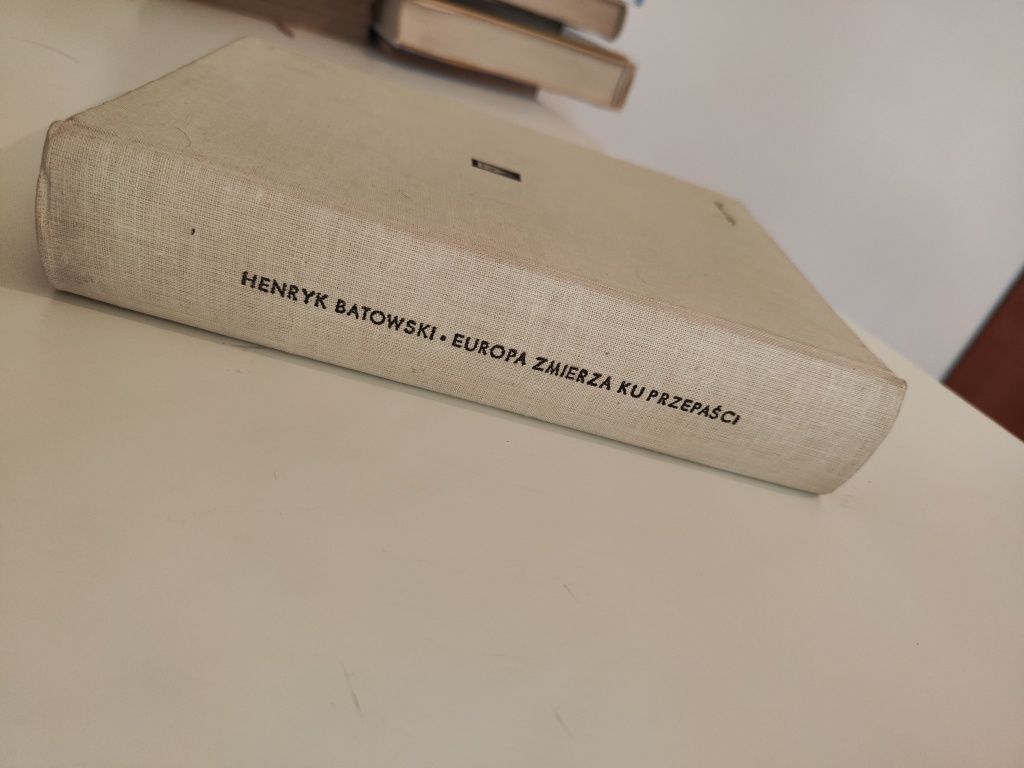 HENRYK BATOWSKI • EUROPA ZMIERZA KU PRZEPAŚCI